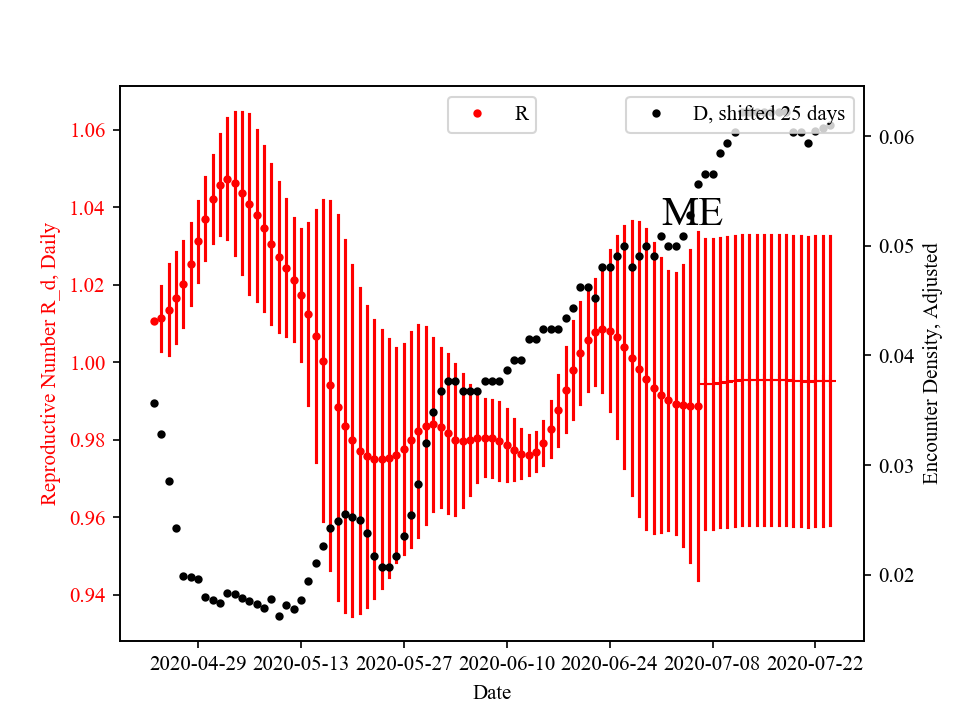 R
D, shifted 25 days
1.06
1.04
1.02
1.00
0.98
0.96
0.94
Reproductive Number R_d, Daily
ME
0.06
0.05
0.04
0.03
0.02
Encounter Density, Adjusted
2020-04-29 2020-05-13 2020-05-27 2020-06-10 2020-06-24 2020-07-08 2020-07-22
Date